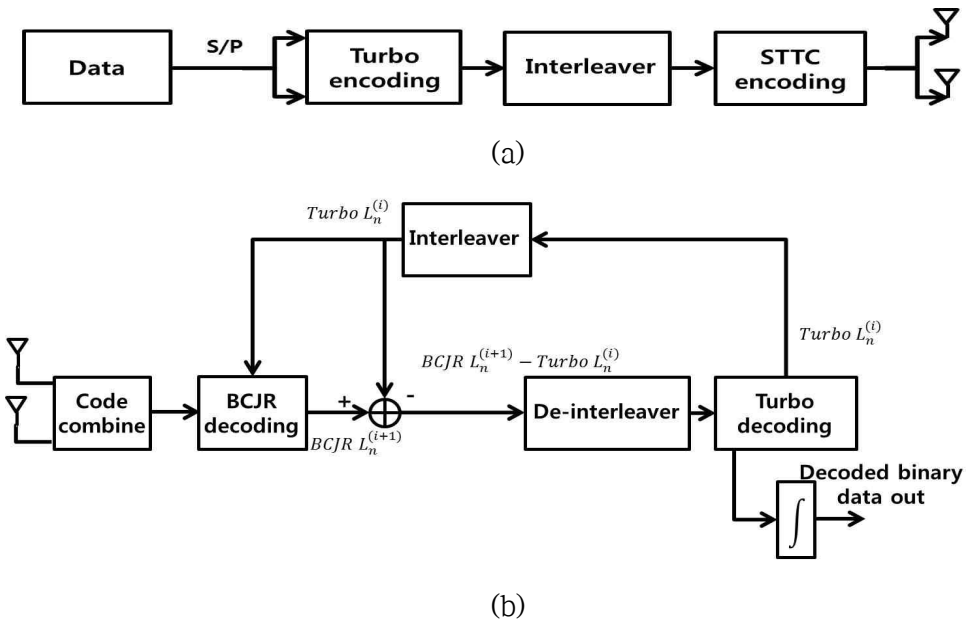 Data
S/P
Turbo
encoding
Interleaver
STTC
encoding
(a)
Turbo L_n^{(i)}
Interleaver
Turbo L_n^{(i)}
BCJR L_n^{(i+1)} − Turbo L_n^{(i)}
Code
combine
BCJR
decoding
+
-
BCJR L_n^{(i+1)}
De-interleaver
Turbo
decoding
∫
Decoded binary
data out
(b)